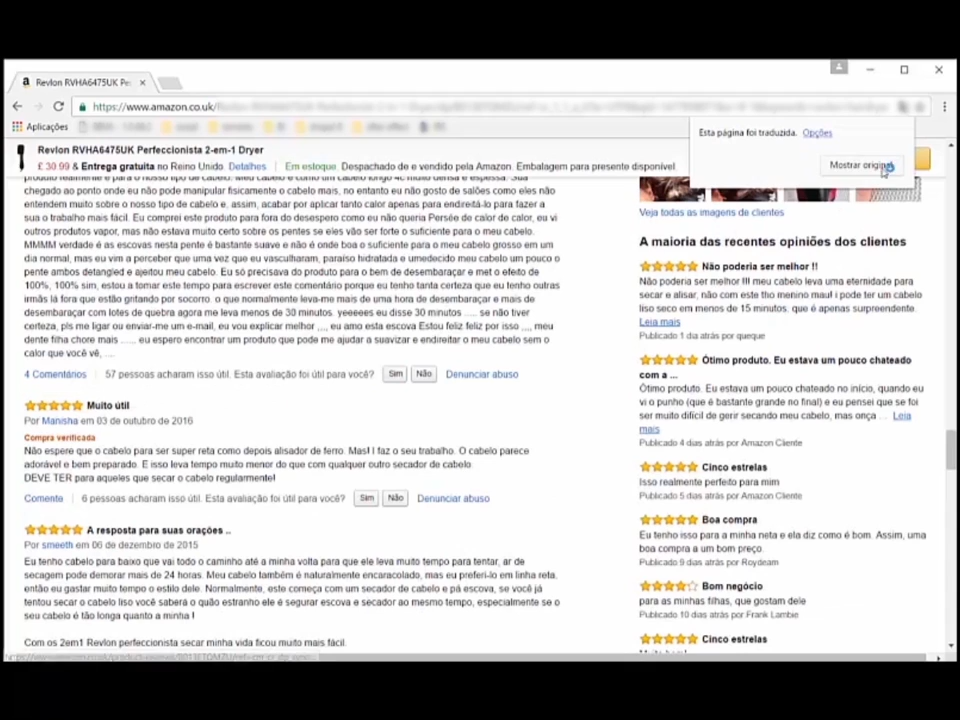 Revlon RVHA6475UK Pe
https://www.amazon.co.uk/
Aplicações
Esta página foi traduzida. Opções
Mostrar original
Revlon RVHA6475UK Perfeccionista 2-em-1 Dryer
£ 30.99 & Entrega gratuita no Reino Unido. Detalhes | Em estoque. Despachado de e vendido pela Amazon. Embalagem para presente disponível
chegado ao ponto onde eu não pode manipular fisicamente o cabelo mais, no entanto eu não gosto de salões como eles não
entendem muito sobre o nosso tipo de cabelo e, assim, acabar por aplicar tanto calor apenas para endireitá-lo para fazer a
sua o trabalho mais fácil. Eu comprei este produto para fora do desespero como eu não queria Persée de calor de calor, eu vi
outros produtos vapor, mas não estava muito certo sobre os pentes se eles vão ser forte o suficiente para o meu cabelo.
MMMM verdade é as escovas nesta pente é bastante suave e não é onde boa o suficiente para o meu cabelo grosso em um
dia normal, mas eu vim a perceber que uma vez que eu vasculharam, paraíso hidratada e umedecido meu cabelo um pouco o
pente ambos detangled e ajeitou meu cabelo. Eu só precisava do produto para o bem de desembaraçar e met o efeito de
100%, 100% sim, estou a tomar este tempo para escrever este comentário porque eu tenho tanta certeza que eu tenho outras
irmãs lá fora que estão gritando por socorro. o que normalmente leva-me mais de uma hora de desembaraçar e mais de
desembaraçar com lotes de quebra agora me leva menos de 30 minutos. yeeeees eu disse 30 minutos ..... se não tiver
certeza, pls me ligar ou enviar-me um e-mail, eu vou explicar melhor ,,,, eu amo esta escova Estou feliz feliz por isso ,,,, meu
dente filha chore mais ..... eu espero encontrar um produto que pode me ajudar a suavizar e endireitar o meu cabelo sem o
calor que você vê, ....
4 Comentários | 57 pessoas acharam isso útil. Esta avaliação foi útil para você? Sim Não Denunciar abuso
Muito útil
Por Manisha em 03 de outubro de 2016
Compra verificada
Não espere que o cabelo para ser super reta como depois alisador de ferro. Mas! I faz o seu trabalho. O cabelo parece
adorável e bem preparado. E isso leva tempo muito menor do que com qualquer outro secador de cabelo.
DEVE TER para aqueles que secar o cabelo regularmente!
Comente | 6 pessoas acharam isso útil. Esta avaliação foi útil para você? Sim Não Denunciar abuso
A resposta para suas orações ..
Por smeeth em 06 de dezembro de 2015
Eu tenho cabelo para baixo que vai todo o caminho até a minha volta para que ele leva muito tempo para tentar, ar de
secagem pode demorar mais de 24 horas. Meu cabelo também é naturalmente encaracolado, mas eu preferi-lo em linha reta.
então eu gastar muito tempo o estilo dele. Normalmente, este começa com um secador de cabelo e pá escova, se você já
tentou secar o cabelo liso você saberá o quão estranho ele é segurar escova e secador ao mesmo tempo, especialmente se o
seu cabelo é tão longa quanto a minha !
Com os 2em1 Revlon perfeccionista secar minha vida ficou muito mais fácil.
Veja todas as imagens de clientes
A maioria das recentes opiniões dos clientes
Não poderia ser melhor !!
Não poderia ser melhor !!! meu cabelo leva uma eternidade para
secar e alisar, não com este tho menino mau! i pode ter um cabelo
liso seco em menos de 15 minutos. que é apenas surpreendente.
Leia mais
Publicado 1 dia atrás por queque
Ótimo produto. Eu estava um pouco chateado
com a ...
Ótimo produto. Eu estava um pouco chateado no início, quando eu
vi o punho (que é bastante grande no final) e eu pensei que se foi
ser muito difícil de gerir secando meu cabelo, mas onça ... Leia
mais
Publicado 4 dias atrás por Amazon Cliente
Cinco estrelas
Isso realmente perfeito para mim
Publicado 5 dias atrás por Amazon Cliente
Boa compra
Eu tenho isso para a minha neta e ela diz como é bom. Assim, uma
boa compra a um bom preço.
Publicado 9 dias atrás por Roydeam
Bom negócio
para as minhas filhas, que gostam dele
Publicado 10 dias atrás por Frank Lambie
Cinco estrelas